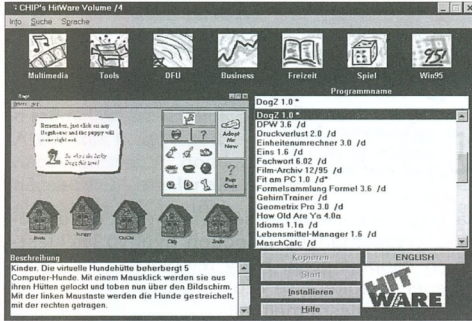 CHIP's HitWare Volume /4
Info Suche Sprache
Multimedia Tools DFU Business Freizeit Spiel Win95
95
Programmname
DogZ 1.0 *
DogZ 1.0 *
DPW 3.6 /d
Druckverlust 2.0 /d
Einheitenumrechner 3.0 /d
Eins 1.6 /d
Fachwort 6.02 /d
Film-Archiv 12/95 /d
Fit am PC 1.0 /d*
Formelsammlung Formel 3.6 /d
GehirnTrainer /d
Geometrix Pro 3.0 /d
How Old Are Ya 4.0a
Idioms 1.1a /d
Lebensmittel-Manager 1.6 /d
MaschCalc /d
Remember, just click on any
Doghouse and the puppy will
come right out.
Adopt
Me
Now
?
?
Pup
Quiz
Beschreibung
Kinder. Die virtuelle Hundehütte beherbergt 5
Computer-Hunde. Mit einem Mausklick werden sie aus
ihren Hütten gelockt und toben nun über den Bildschirm.
Mit der linken Maustaste werden die Hunde gestreichelt,
mit der rechten getragen.
Kopieren
ENGLISH
Start
Installieren
Hilfe
HIT
WARE